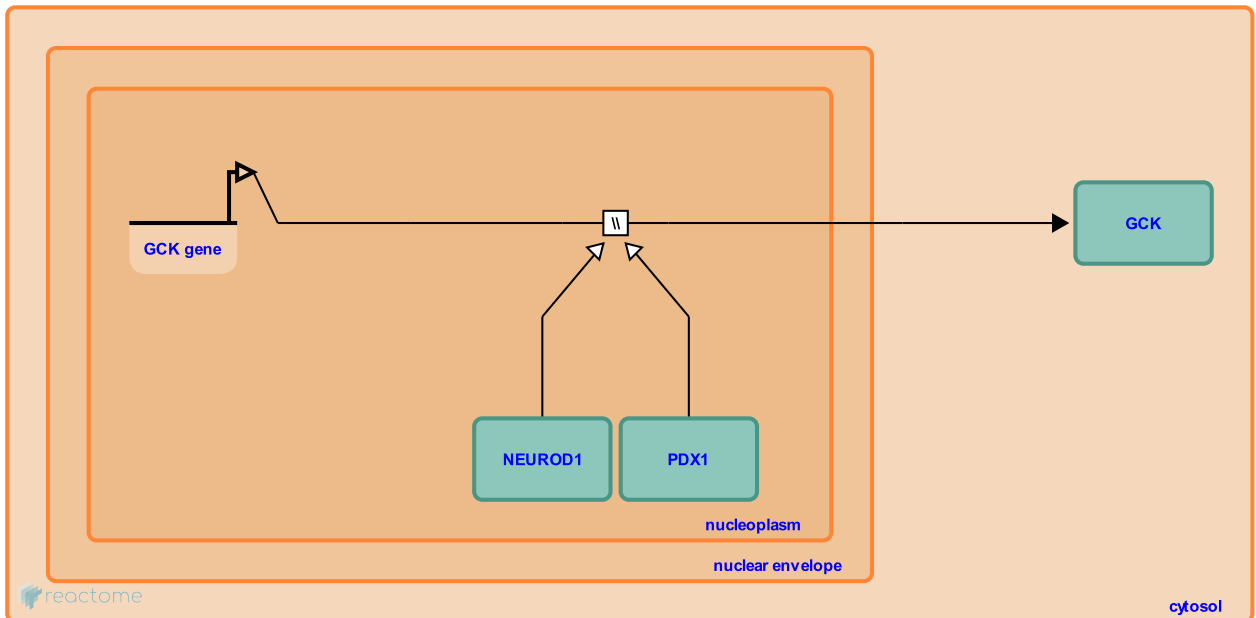 GCK gene
\\
GCK
NEUROD1
PDX1
nucleoplasm
nuclear envelope
reactome
cytosol